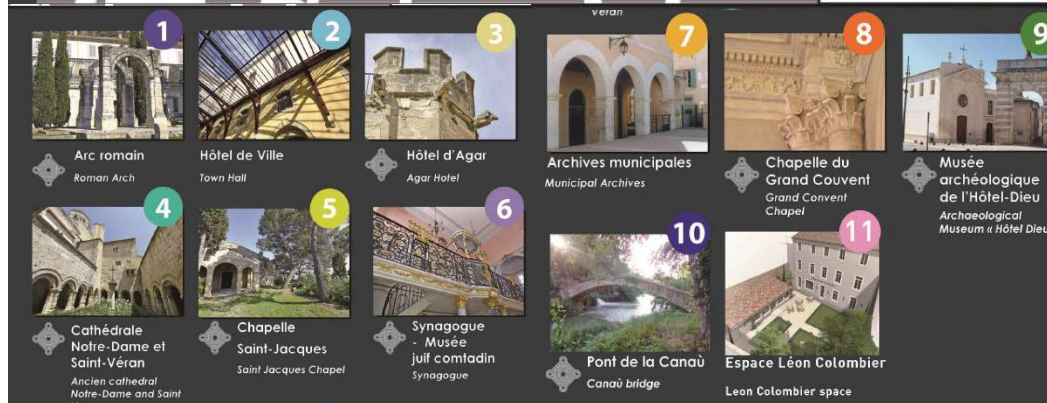 Véran
1
2
3
7
8
9
Arc romain
Roman Arch
Hôtel de Ville
Town Hall
Hôtel d'Agar
Agar Hotel
Archives municipales
Municipal Archives
Chapelle du
Grand Couvent
Grand Convent
Chapel
Musée
archéologique
de l'Hôtel-Dieu
Archaeological
Museum « Hôtel Dieu
4
5
6
10
11
Cathédrale
Notre-Dame et
Saint-Véran
Ancien cathedral
Notre-Dame and Saint
Chapelle
Saint-Jacques
Saint Jacques Chapel
Synagogue
- Musée
juif comtadin
Synagogue
Pont de la Canaù
Canaù bridge
Espace Léon Colombier
Leon Colombier space